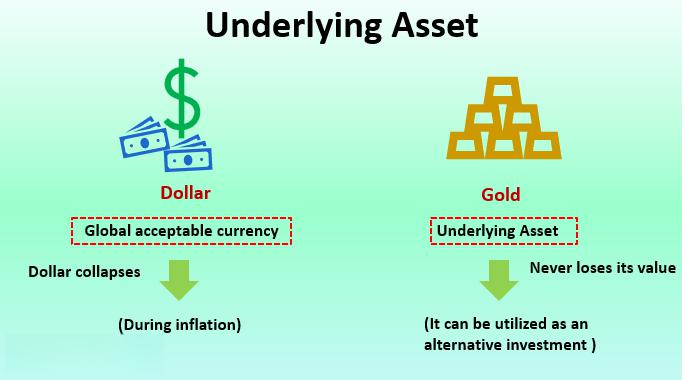 Underlying Asset
$
Dollar
Global acceptable currency
Dollar collapses
(During inflation)
Gold
Underlying Asset
Never loses its value
(It can be utilized as an
alternative investment )